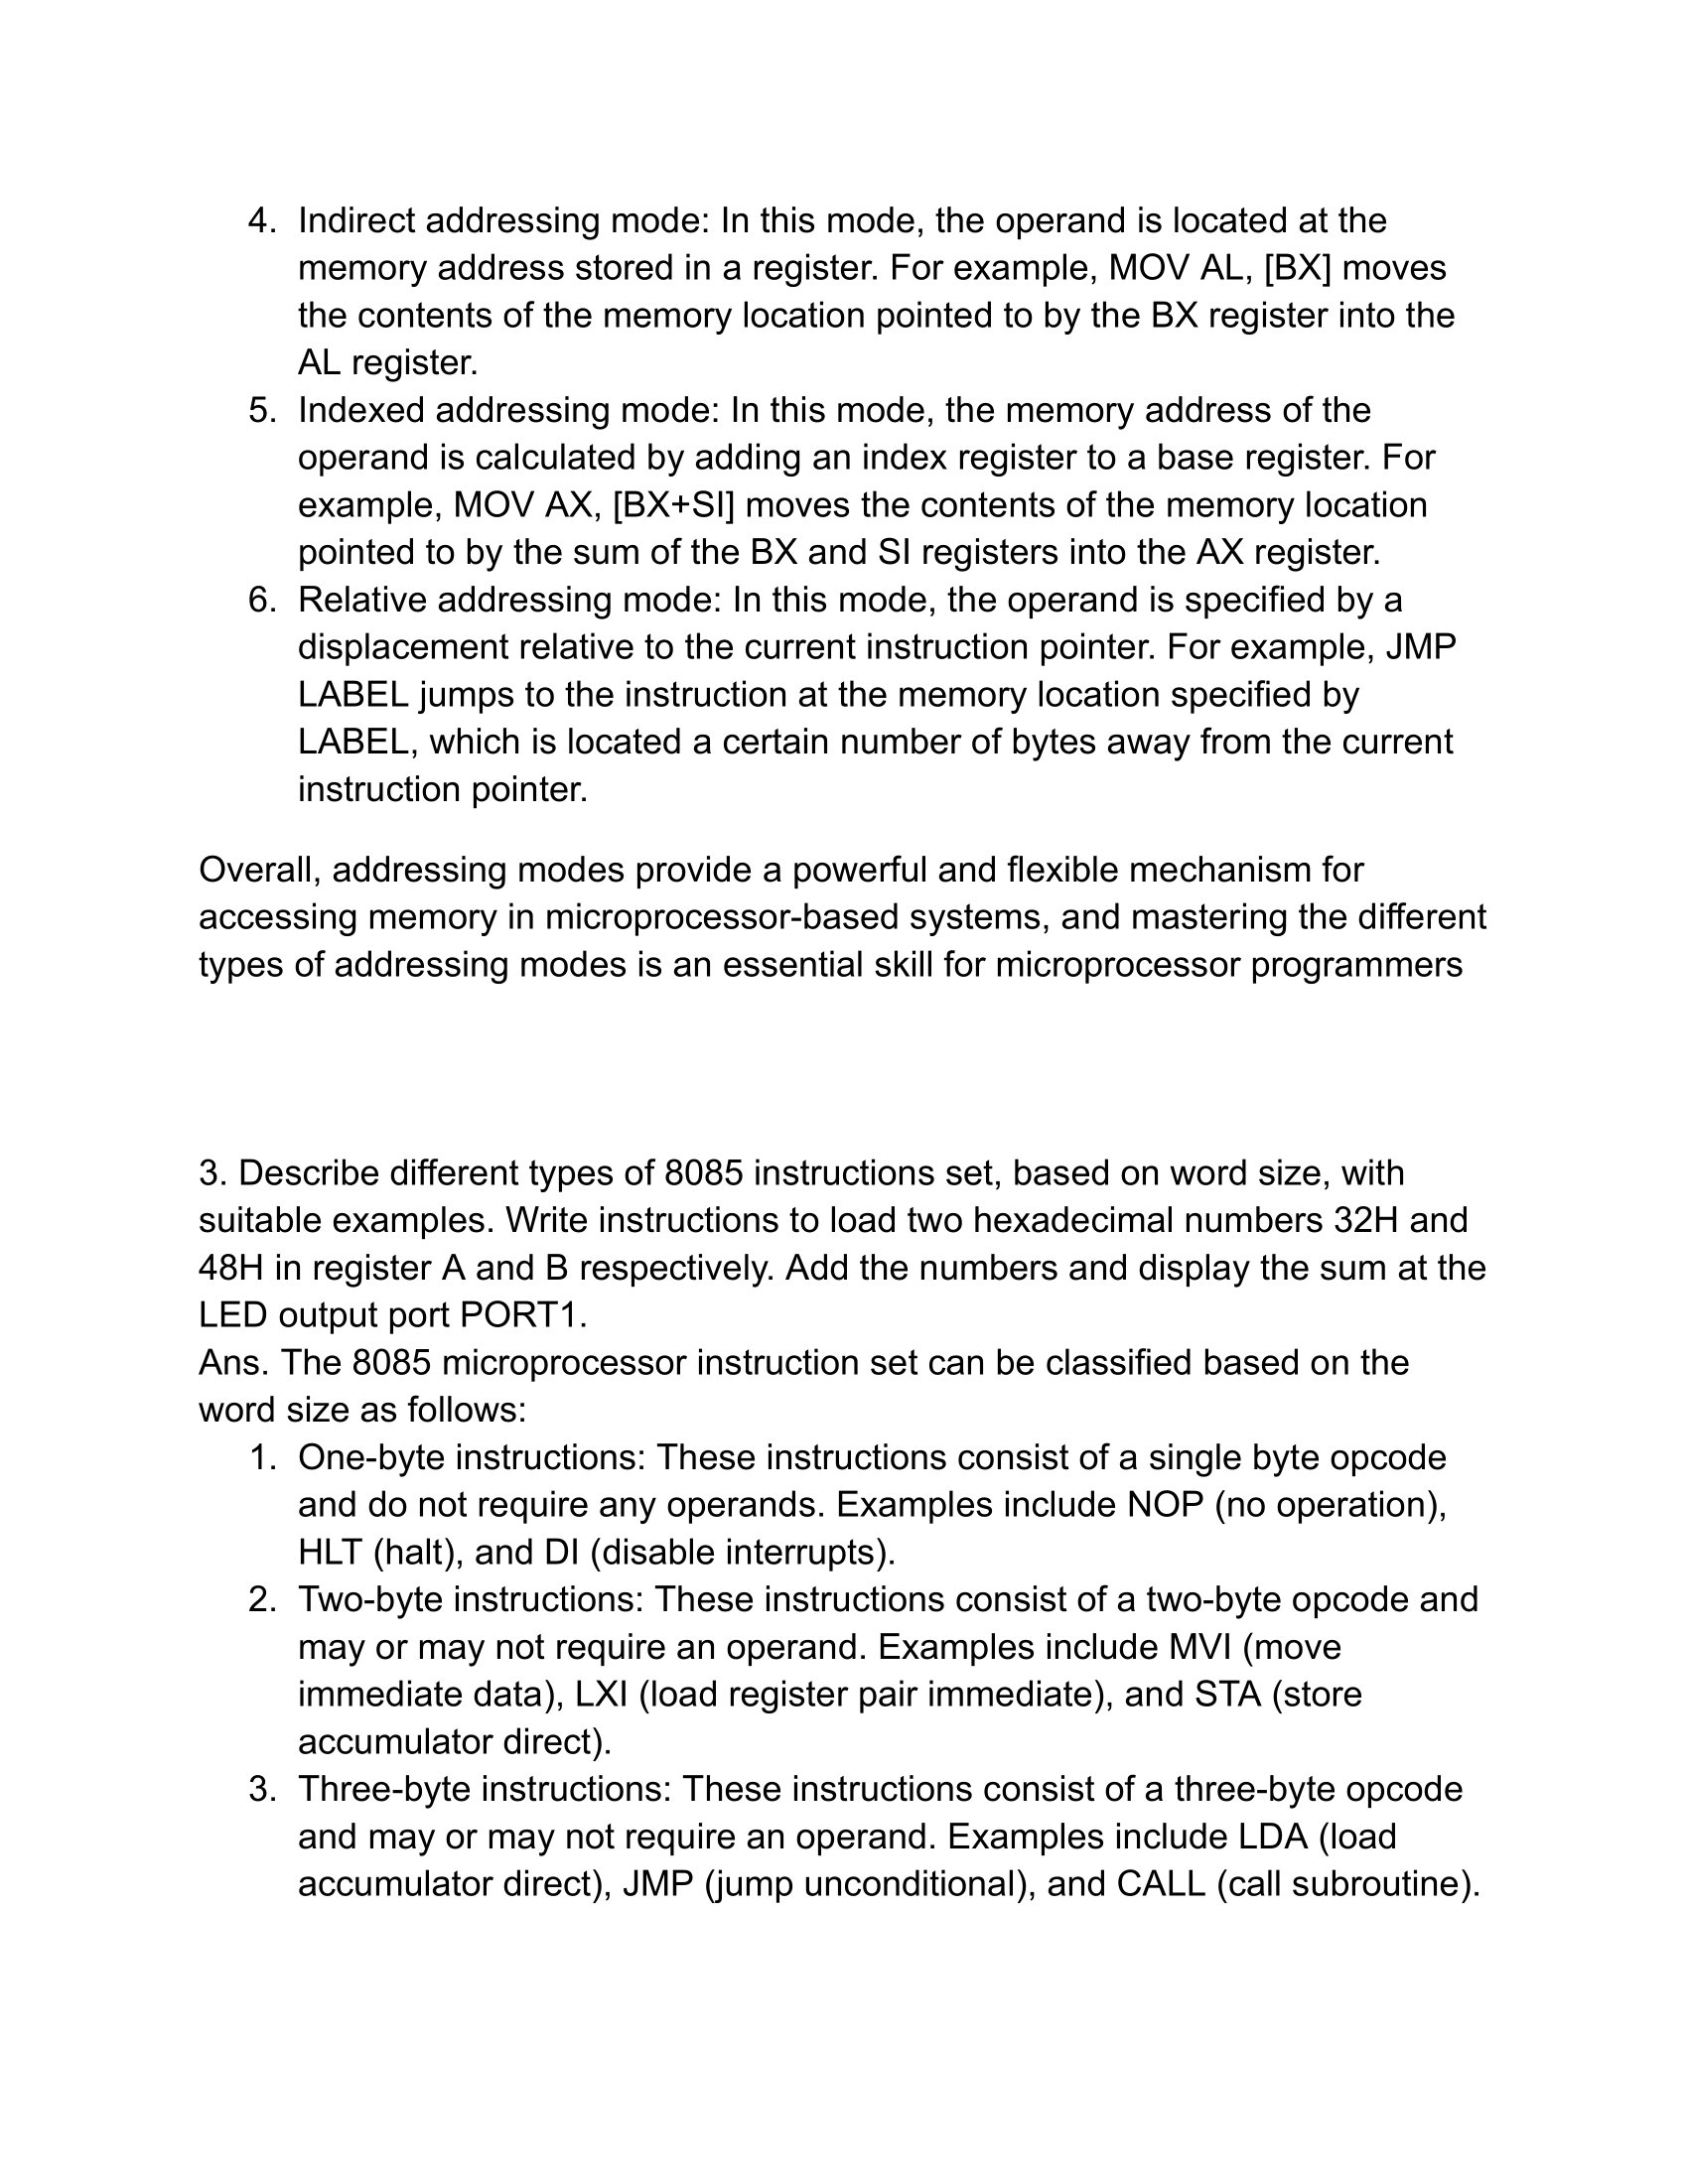 4. Indirect addressing mode: In this mode, the operand is located at the
memory address stored in a register. For example, MOV AL, [BX] moves
the contents of the memory location pointed to by the BX register into the
AL register.
5. Indexed addressing mode: In this mode, the memory address of the
operand is calculated by adding an index register to a base register. For
example, MOV AX, [BX+SI] moves the contents of the memory location
pointed to by the sum of the BX and SI registers into the AX register.
6. Relative addressing mode: In this mode, the operand is specified by a
displacement relative to the current instruction pointer. For example, JMP
LABEL jumps to the instruction at the memory location specified by
LABEL, which is located a certain number of bytes away from the current
instruction pointer.
Overall, addressing modes provide a powerful and flexible mechanism for
accessing memory in microprocessor-based systems, and mastering the different
types of addressing modes is an essential skill for microprocessor programmers
3. Describe different types of 8085 instructions set, based on word size, with
suitable examples. Write instructions to load two hexadecimal numbers 32H and
48H in register A and B respectively. Add the numbers and display the sum at the
LED output port PORT1.
Ans. The 8085 microprocessor instruction set can be classified based on the
word size as follows:
1. One-byte instructions: These instructions consist of a single byte opcode
and do not require any operands. Examples include NOP (no operation),
HLT (halt), and DI (disable interrupts).
2. Two-byte instructions: These instructions consist of a two-byte opcode and
may or may not require an operand. Examples include MVI (move
immediate data), LXI (load register pair immediate), and STA (store
accumulator direct).
3. Three-byte instructions: These instructions consist of a three-byte opcode
and may or may not require an operand. Examples include LDA (load
accumulator direct), JMP (jump unconditional), and CALL (call subroutine).